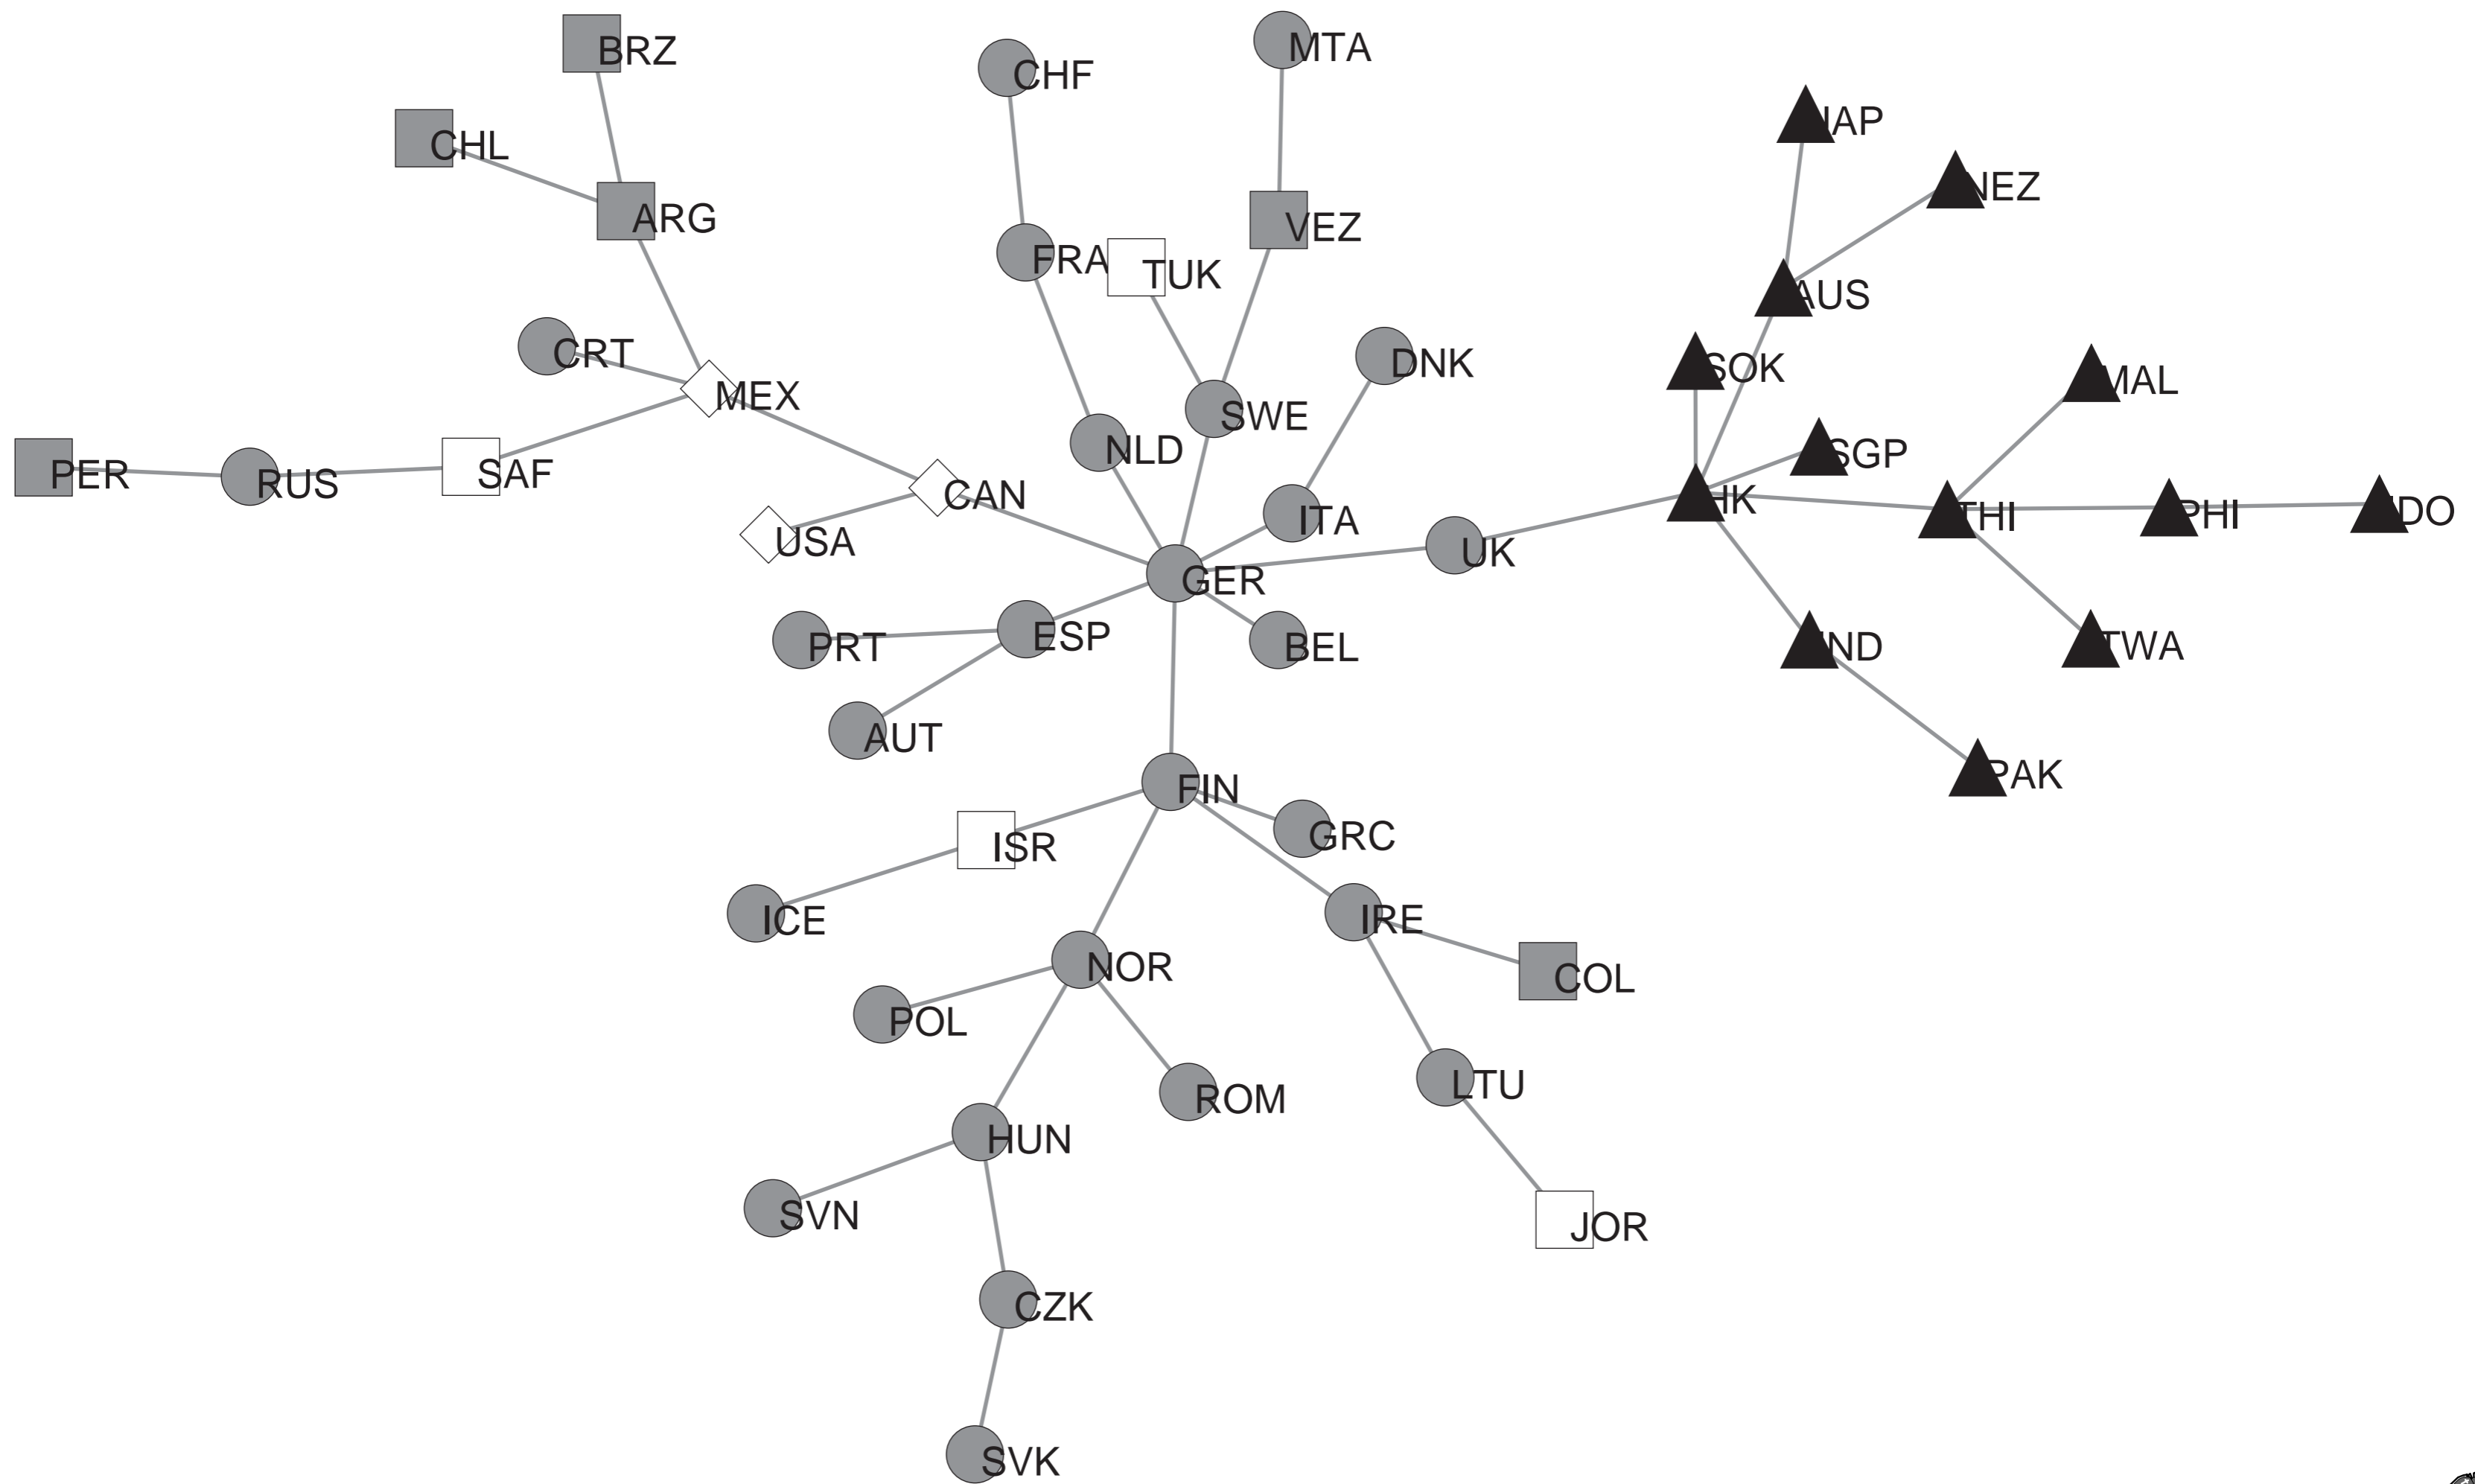 BRZ
MTA
CHF
JAP
CHL
NEZ
ARG
VEZ
FRA
TUK
AUS
CRT
DNK
SOK
MAL
MEX
SWE
NLD
SGP
PER
RUS
SAF
CAN
ITA
HK
THI
PHI
IDO
USA
UK
GER
PRT
ESP
BEL
IND
TWA
AUT
PAK
FIN
GRC
ISR
ICE
IRE
NOR
COL
POL
LTU
ROM
HUN
SVN
JOR
CZK
SVK